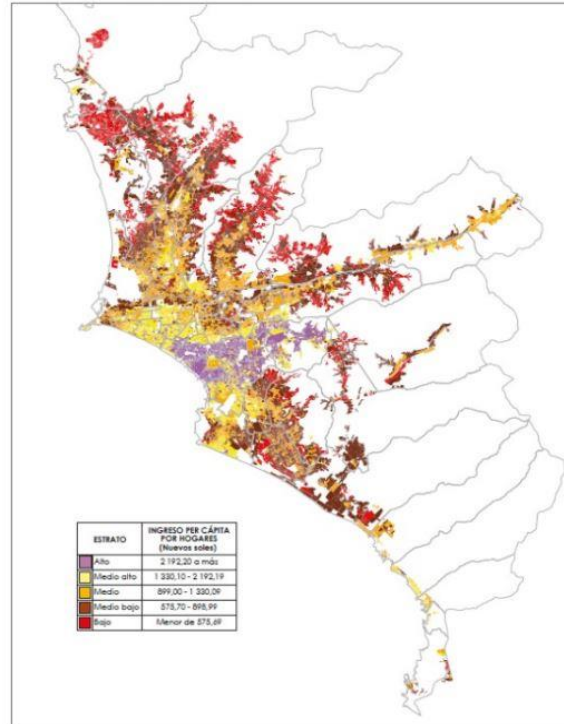 ESTRATO INGRESO PER CÁPITA POR HOGARES (Nuevos soles)
Alto 2 192,20 a más
Medio alto 1 330,10 - 2 192,19
Medio 899,00 - 1 330,09
Medio bajo 575,70 - 898,99
Bajo Menor de 575,69